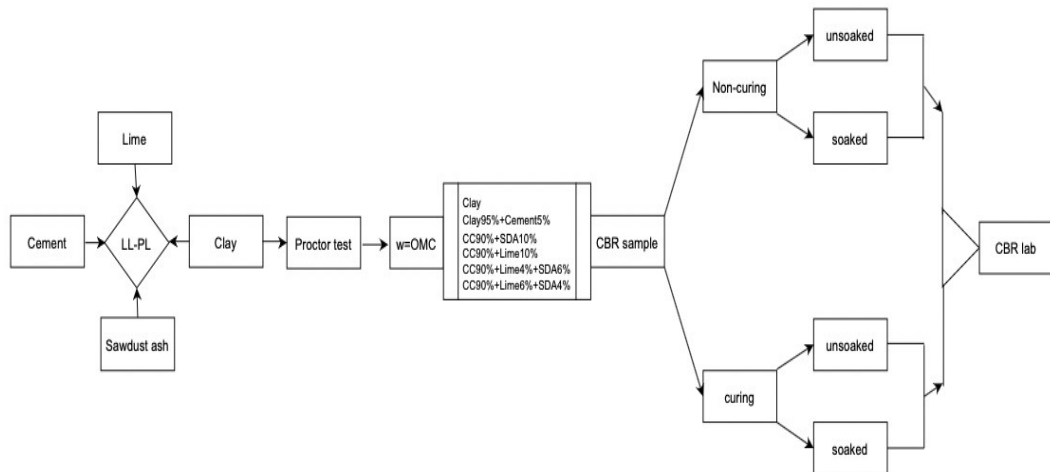 Lime
Cement
LL-PL
Clay
Sawdust ash
Proctor test
w=OMC
Clay
Clay95%+Cement5%
CC90%+SDA10%
CC90%+Lime10%
CC90%+Lime4%+SDA6%
CC90%+Lime6%+SDA4%
CBR sample
Non-curing
unsoaked
soaked
curing
unsoaked
soaked
CBR lab